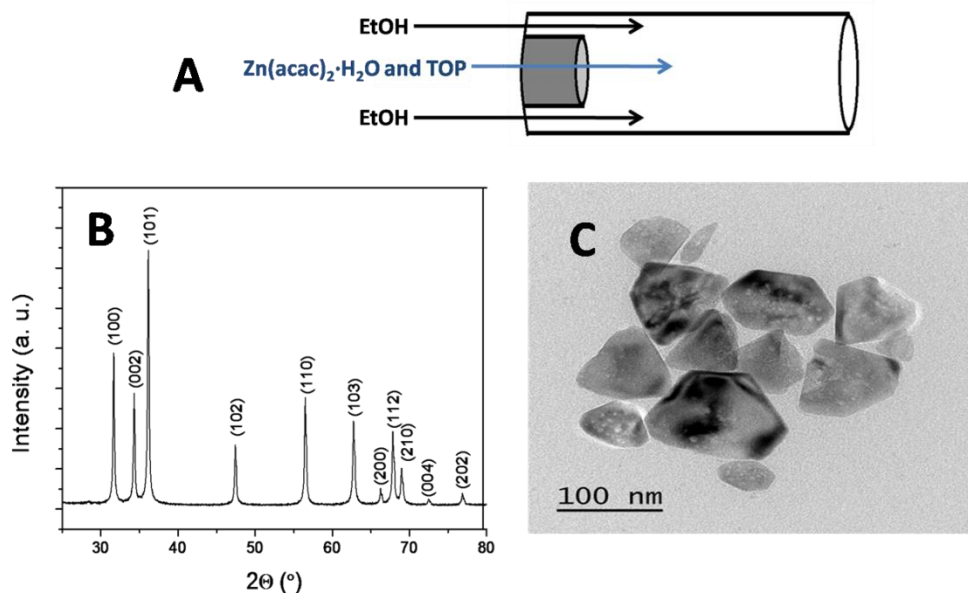 EtOH
A
Zn(acac)₂·H₂O and TOP
EtOH
B
Intensity (a. u.)
(100)
(002)
(101)
(102)
(110)
(103)
(200)
(112)
(210)
(004)
(202)
30 40 50 60 70 80
2Θ (°)
C
100 nm